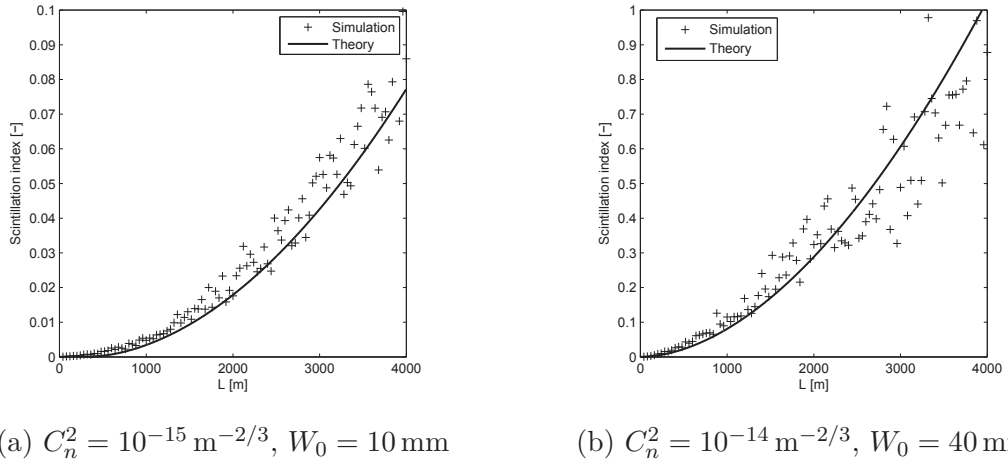 0.1
0.09
0.08
0.07
0.06
0.05
0.04
0.03
0.02
0.01
0
Scintillation index [−]
Simulation
Theory
0 1000 2000 3000 4000
L [m]
(a) $C_n^2 = 10^{-15}\,\mathrm{m}^{-2/3}$, $W_0 = 10\,\mathrm{mm}$
1
0.9
0.8
0.7
0.6
0.5
0.4
0.3
0.2
0.1
0
Scintillation index [−]
Simulation
Theory
0 1000 2000 3000 4000
L [m]
(b) $C_n^2 = 10^{-14}\,\mathrm{m}^{-2/3}$, $W_0 = 40\,\mathrm{m}$